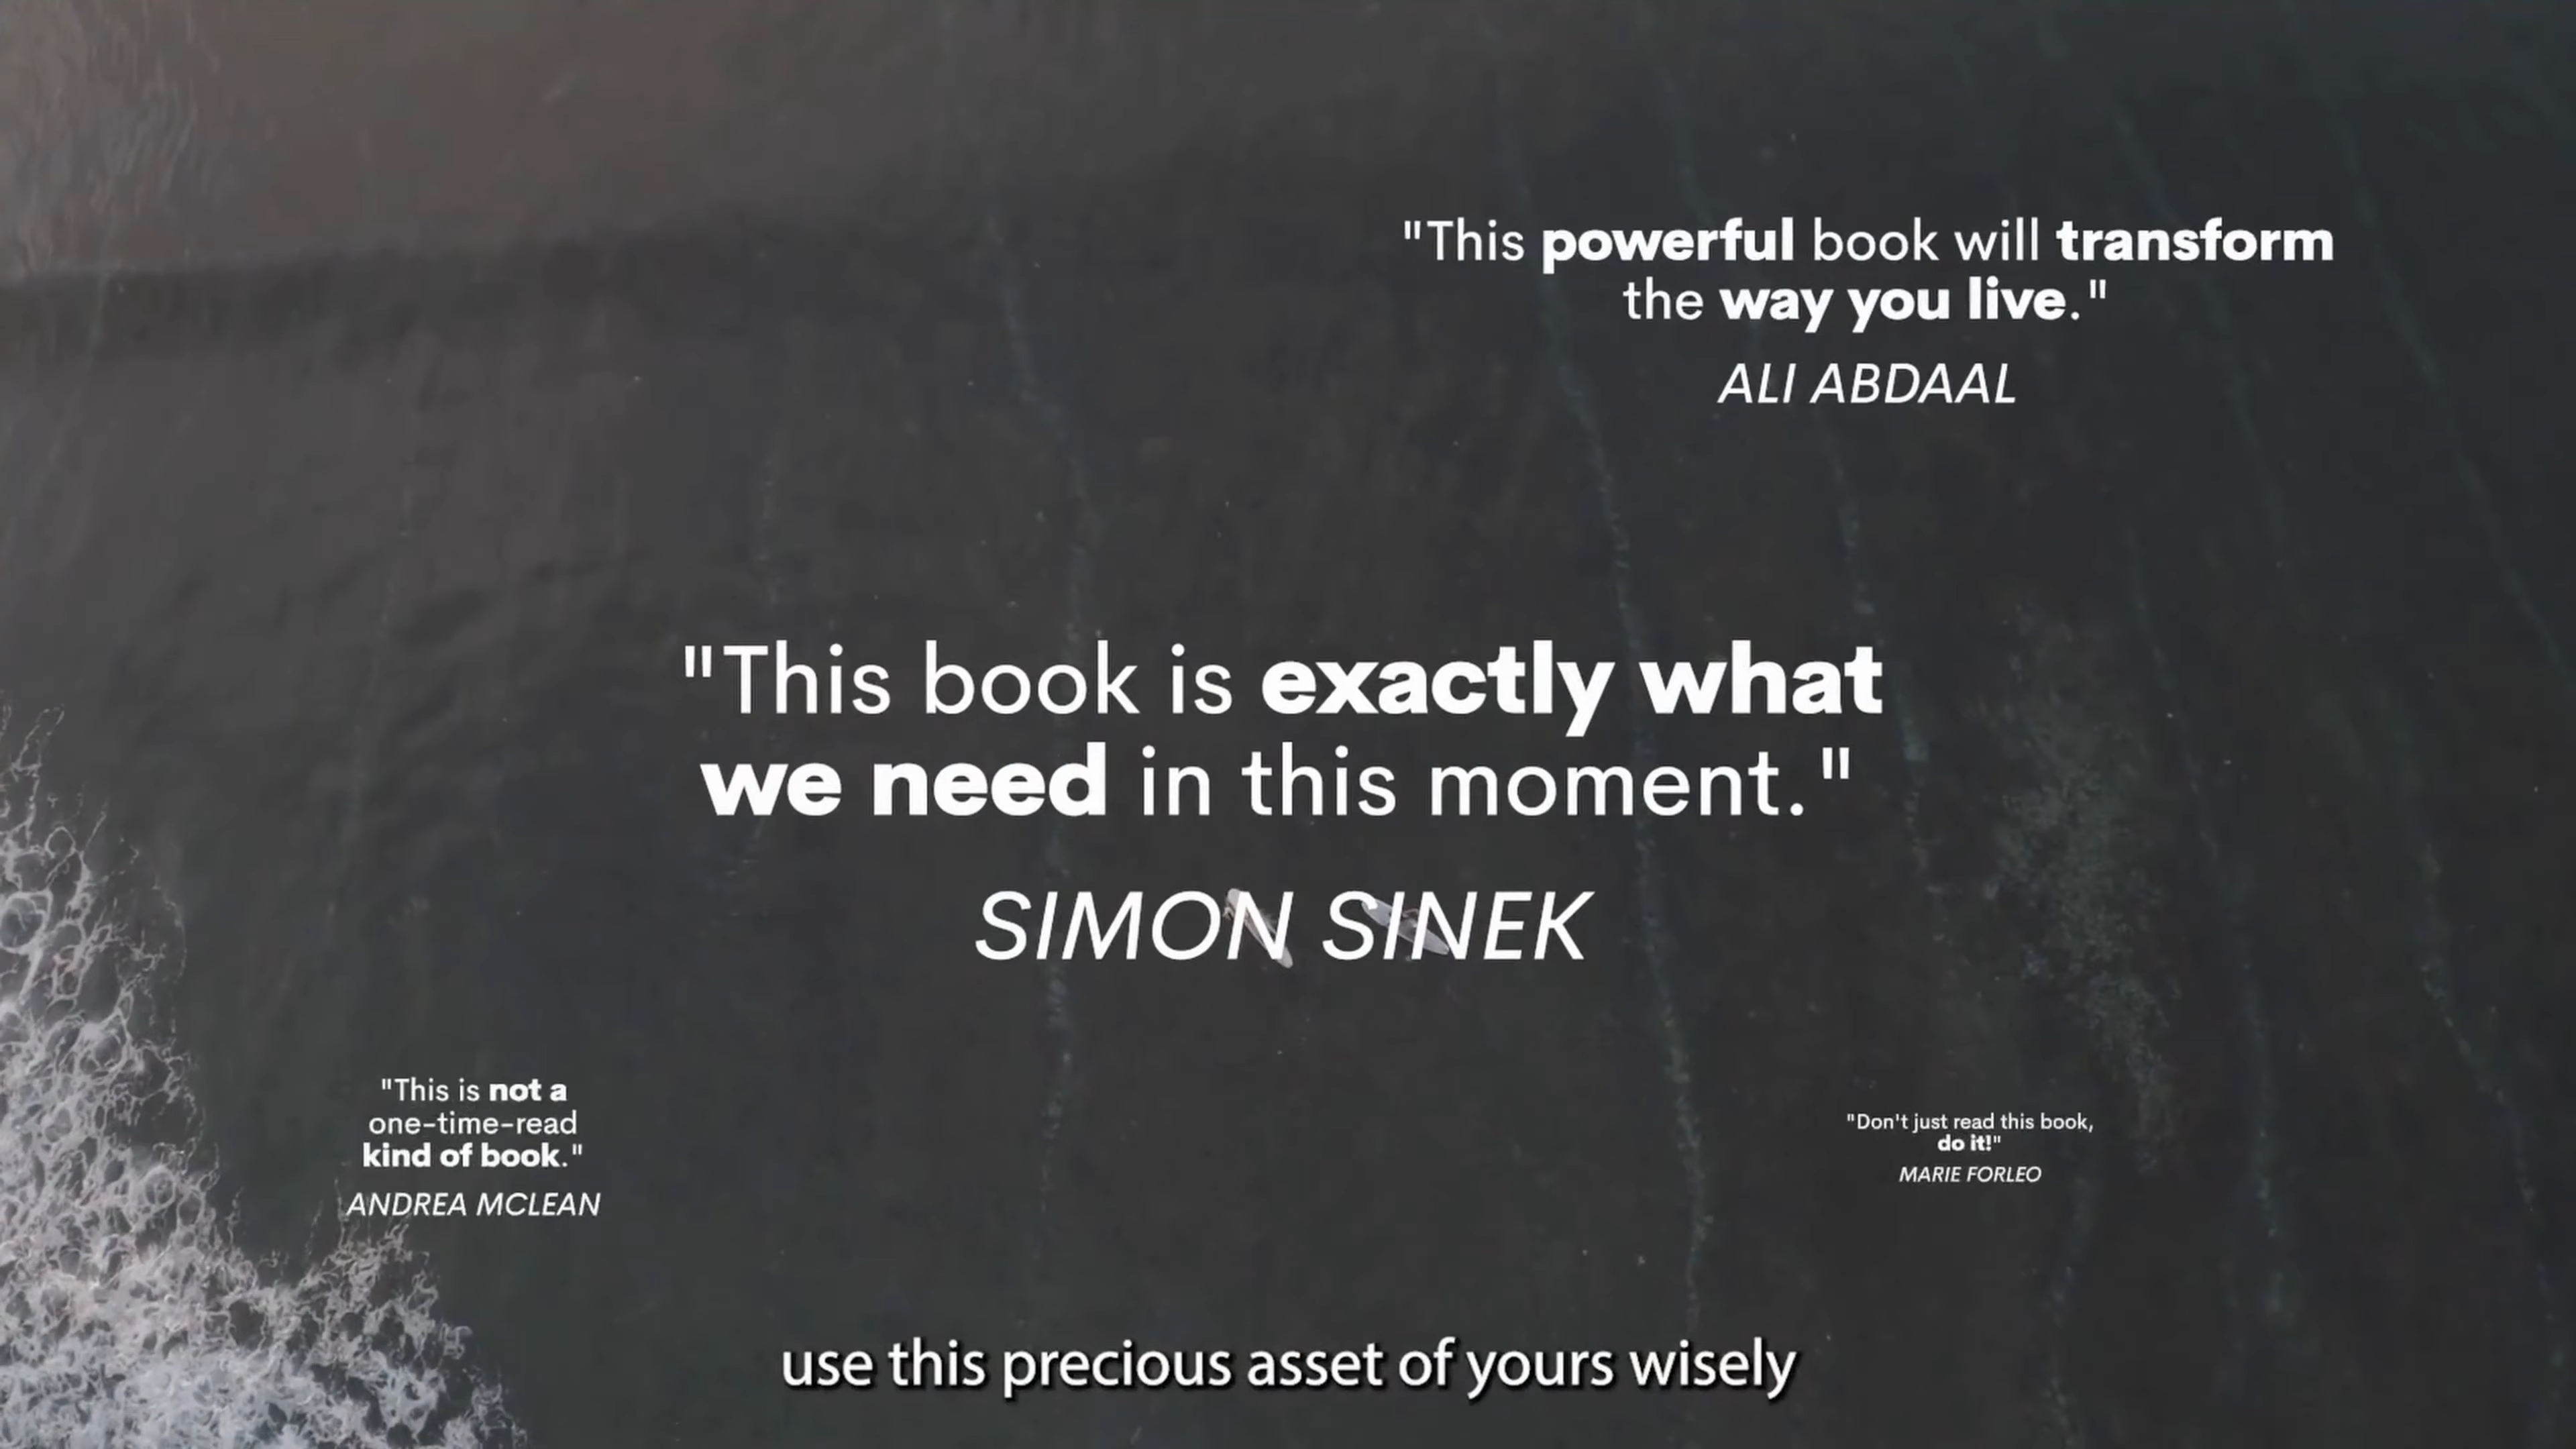 "This powerful book will transform
the way you live."
ALI ABDAAL
"This book is exactly what
we need in this moment."
SIMON SINEK
"This is not a
one-time-read
kind of book."
ANDREA MCLEAN
"Don't just read this book,
do it!"
MARIE FORLEO
use this precious asset of yours wisely